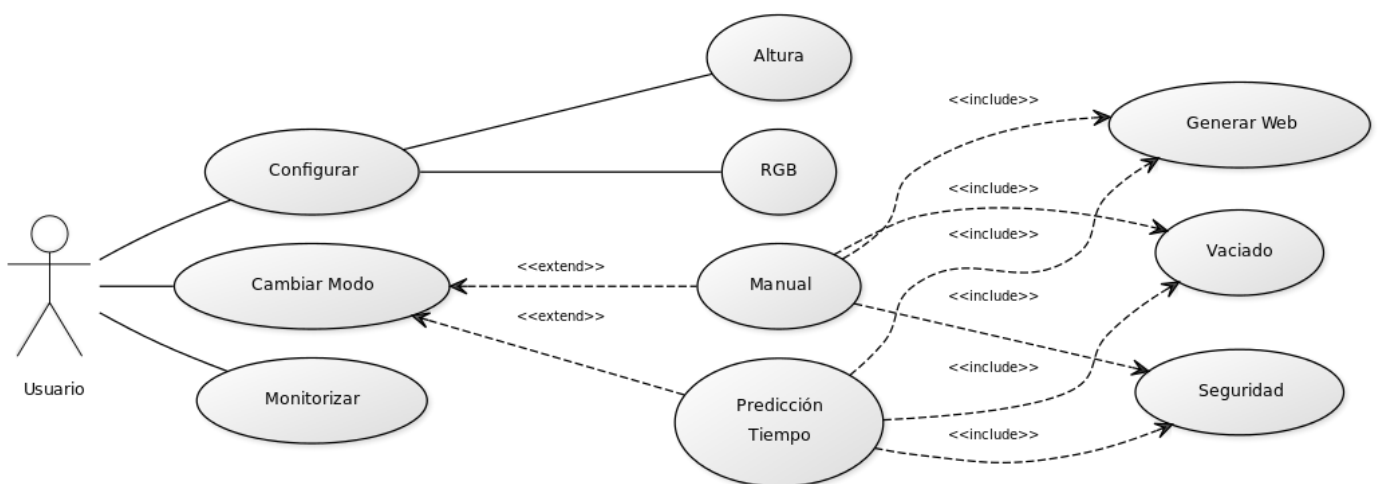 Altura
<<include>>
Generar Web
Configurar
RGB
<<include>>
<<include>>
Vaciado
<<extend>>
Cambiar Modo
Manual
<<include>>
<<extend>>
<<include>>
Usuario
Monitorizar
Predicción
Tiempo
Seguridad
<<include>>